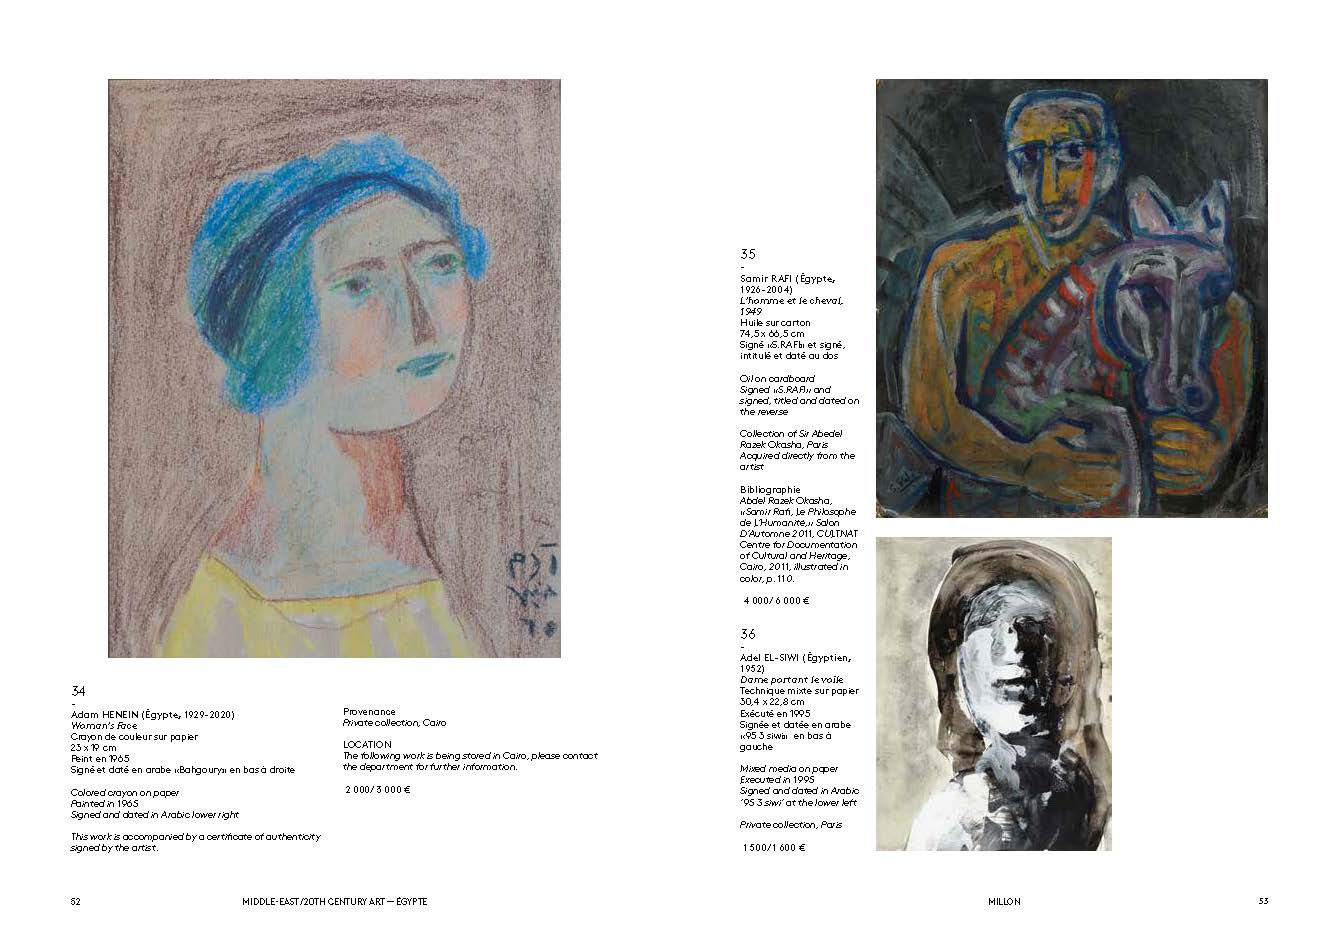 34
-
Adam HENEIN (Égypte, 1929-2020)
Woman's Face
Crayon de couleur sur papier
23 x 19 cm
Peint en 1965
Signé et daté en arabe «Bahgoury» en bas à droite
Colored crayon on paper
Painted in 1965
Signed and dated in Arabic lower right
This work is accompanied by a certificate of authenticity
signed by the artist.
Provenance
Private collection, Cairo
LOCATION
The following work is being stored in Cairo, please contact
the department for further information.
2 000/3 000 €
52
MIDDLE-EAST/20TH CENTURY ART — ÉGYPTE
35
-
Samir RAFI (Égypte,
1926-2004)
L'homme et le cheval,
1949
Huile sur carton
74,5 x 66,5 cm
Signé «S.RAFI» et signé,
intitulé et daté au dos
Oil on cardboard
Signed «S.RAFI» and
signed, titled and dated on
the reverse
Collection of Sir Abedel
Razek Okasha, Paris
Acquired directly from the
artist
Bibliographie
Abdel Razek Okasha,
«Samir Rafi, Le Philosophe
de L'Humanite,» Salon
D'Automne 2011, CULTNAT
Centre for Documentation
of Cultural and Heritage,
Cairo, 2011, illustrated in
color, p. 110.
4 000/6 000 €
36
-
Adel EL-SIWI (Égyptien,
1952)
Dame portant le voile
Technique mixte sur papier
30,4 x 22,8 cm
Exécuté en 1995
Signée et datée en arabe
«95 3 siwi» en bas à
gauche
Mixed media on paper
Executed in 1995
Signed and dated in Arabic
'95 3 siwi' at the lower left
Private collection, Paris
1 500/1 600 €
MILLON
53